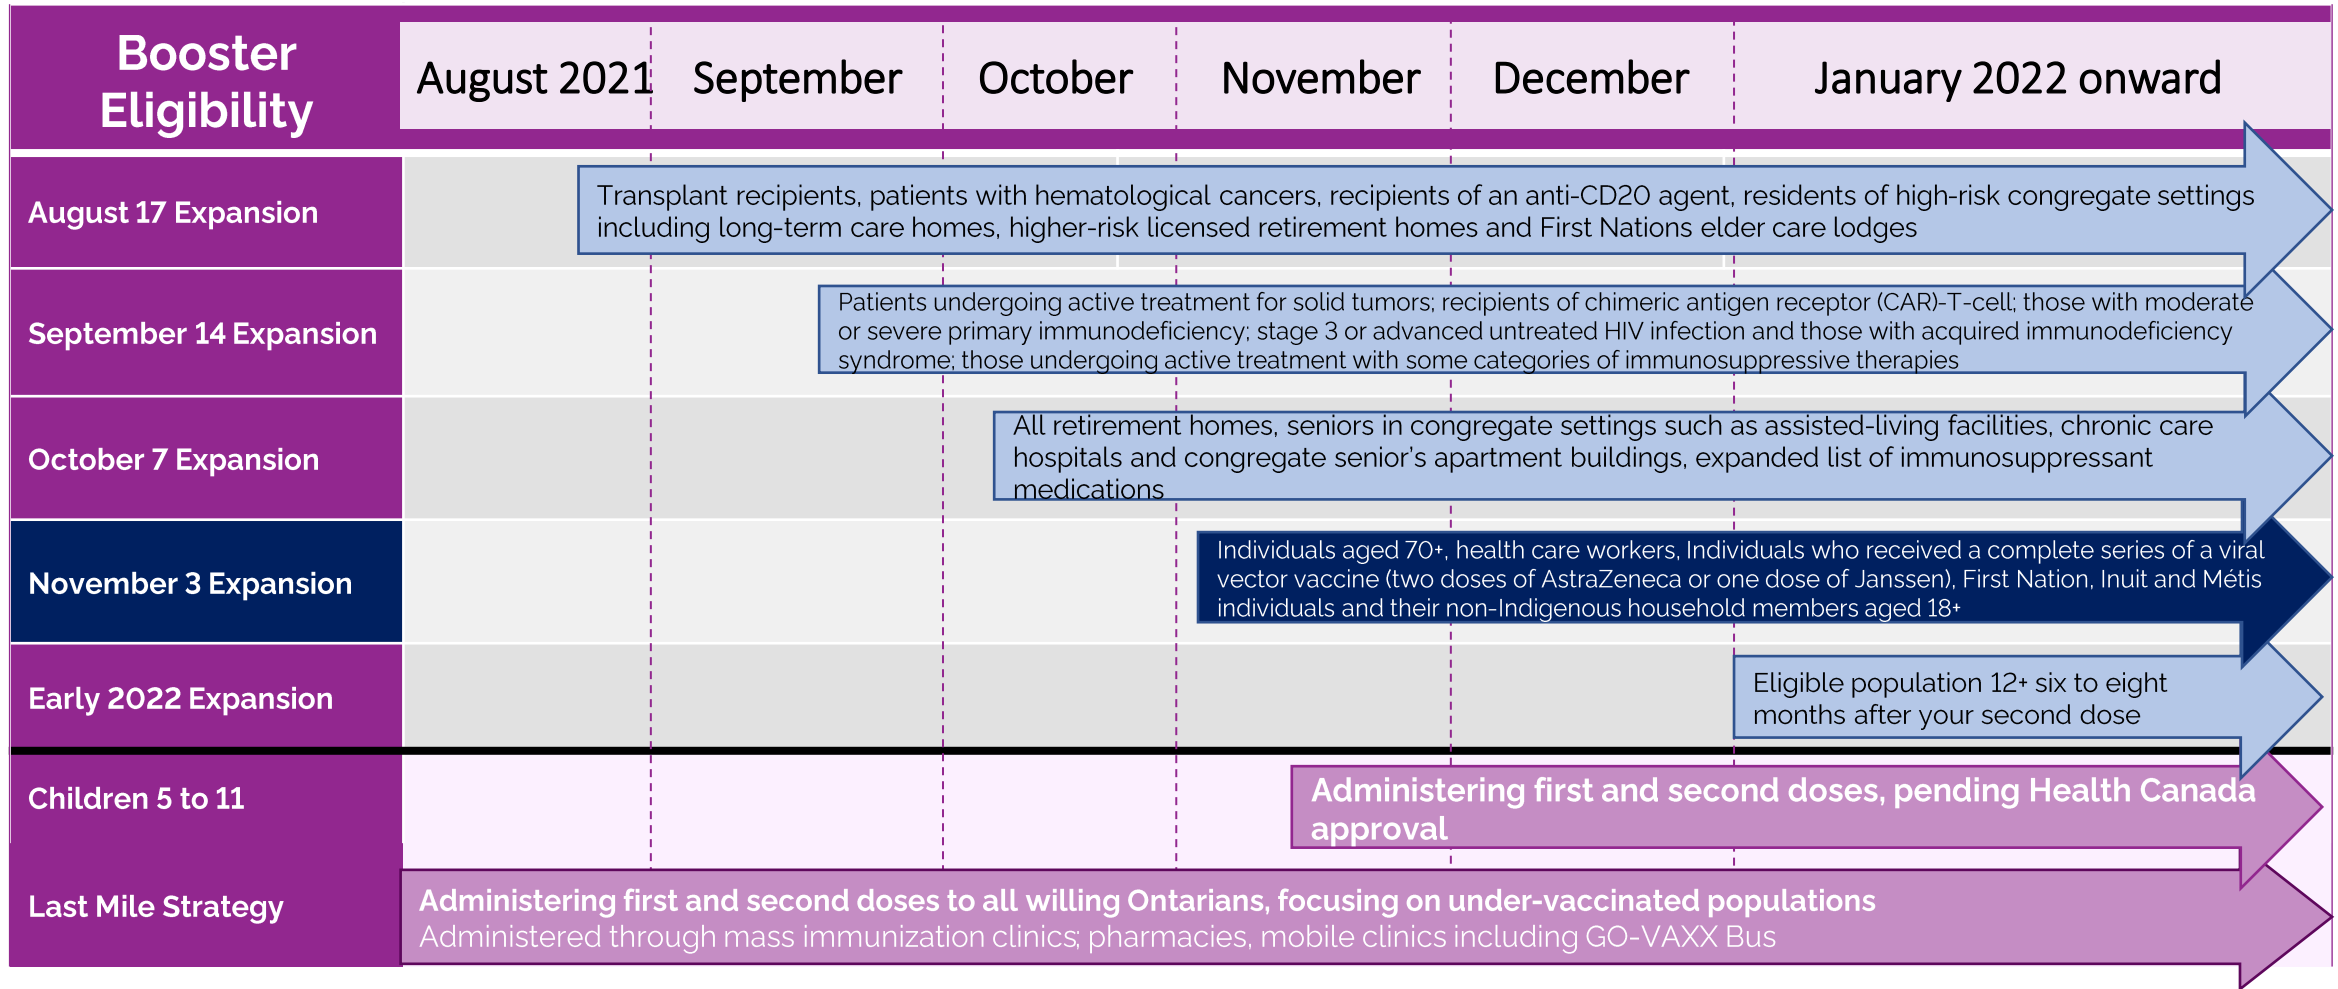 Booster
Eligibility
August 2021
September
October
November
December
January 2022 onward
August 17 Expansion
Transplant recipients, patients with hematological cancers, recipients of an anti-CD20 agent, residents of high-risk congregate settings
including long-term care homes, higher-risk licensed retirement homes and First Nations elder care lodges
September 14 Expansion
Patients undergoing active treatment for solid tumors; recipients of chimeric antigen receptor (CAR)-T-cell; those with moderate
or severe primary immunodeficiency; stage 3 or advanced untreated HIV infection and those with acquired immunodeficiency
syndrome; those undergoing active treatment with some categories of immunosuppressive therapies
October 7 Expansion
All retirement homes, seniors in congregate settings such as assisted-living facilities, chronic care
hospitals and congregate senior's apartment buildings, expanded list of immunosuppressant
medications
November 3 Expansion
Individuals aged 70+, health care workers, Individuals who received a complete series of a viral
vector vaccine (two doses of AstraZeneca or one dose of Janssen), First Nation, Inuit and Métis
individuals and their non-Indigenous household members aged 18+
Early 2022 Expansion
Eligible population 12+ six to eight
months after your second dose
Children 5 to 11
Administering first and second doses, pending Health Canada
approval
Last Mile Strategy
Administering first and second doses to all willing Ontarians, focusing on under-vaccinated populations
Administered through mass immunization clinics; pharmacies, mobile clinics including GO-VAXX Bus